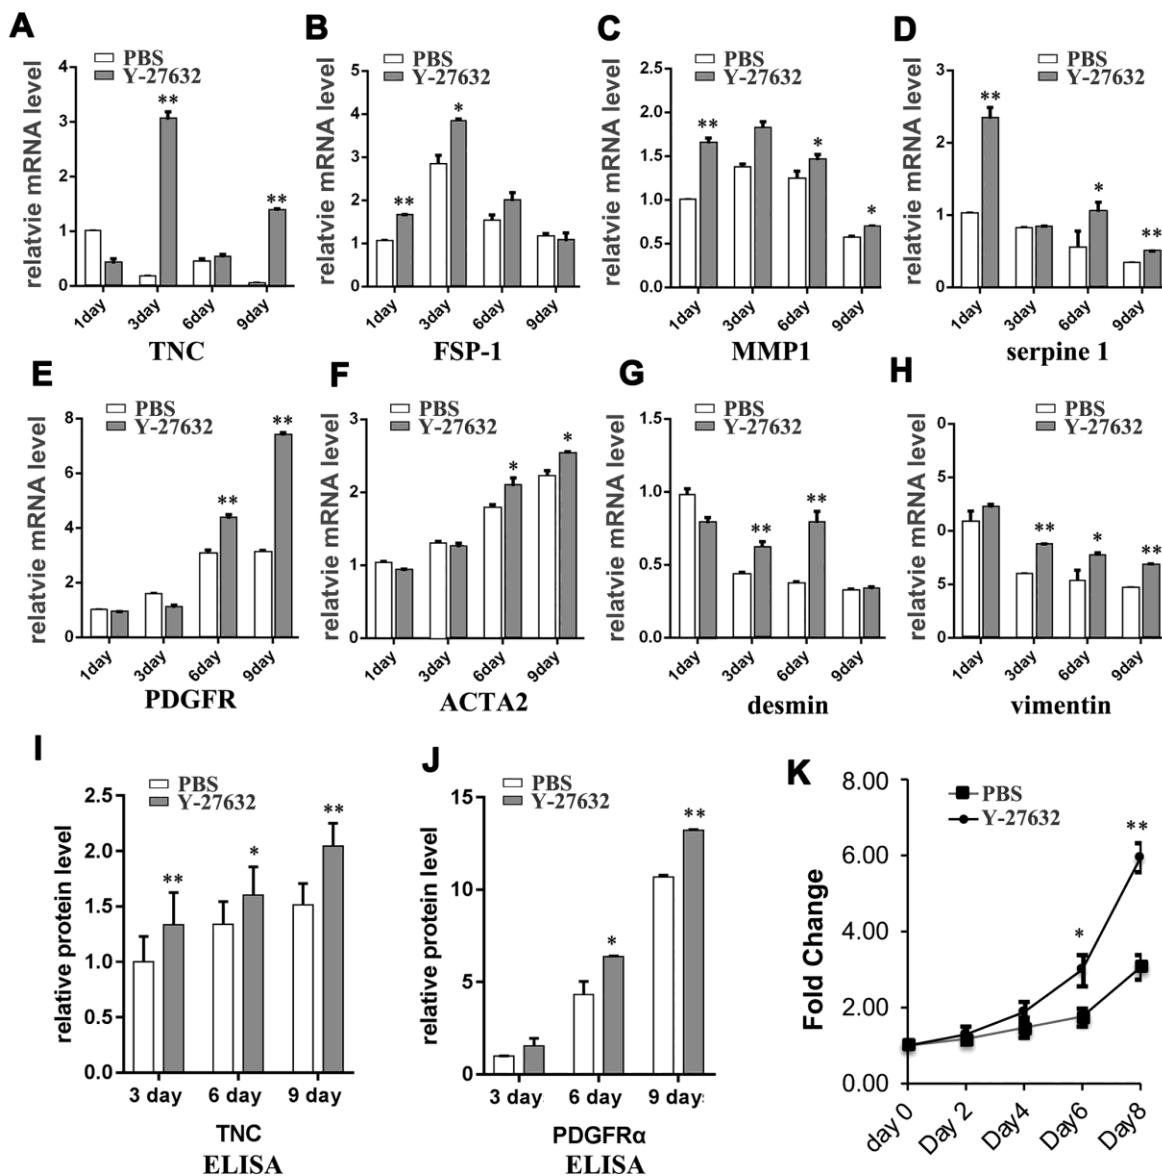 A
PBS
Y-27632
relatvie mRNA level
4
3
2
1
0
**
**
1day
3day
6day
9day
TNC
B
PBS
Y-27632
relatvie mRNA level
5
4
3
2
1
0
**
*
1day
3day
6day
9day
FSP-1
C
PBS
Y-27632
relatvie mRNA level
2.5
2.0
1.5
1.0
0.5
0.0
**
*
*
1day
3day
6day
9day
MMP1
D
PBS
Y-27632
relatvie mRNA level
3
2
1
0
**
*
**
1day
3day
6day
9day
serpine 1
E
PBS
Y-27632
relatvie mRNA level
8
6
4
2
0
**
**
1day
3day
6day
9day
PDGFR
F
PBS
Y-27632
relatvie mRNA level
3
2
1
0
*
*
1day
3day
6day
9day
ACTA2
G
PBS
Y-27632
relatvie mRNA level
1.5
1.0
0.5
0.0
**
**
1day
3day
6day
9day
desmin
H
PBS
Y-27632
relatvie mRNA level
0
5
0
5
0
**
*
**
1day
3day
6day
9day
vimentin
I
PBS
Y-27632
relative protein level
2.5
2.0
1.5
1.0
0.5
0.0
**
*
**
3 day
6 day
9 day
TNC
ELISA
J
PBS
Y-27632
relative protein level
15
10
5
0
*
**
3 day
6 day
9 day
PDGFRα
ELISA
K
PBS
Y-27632
Fold Change
8.00
6.00
4.00
2.00
0.00
*
**
day 0
Day 2
Day4
Day6
Day8